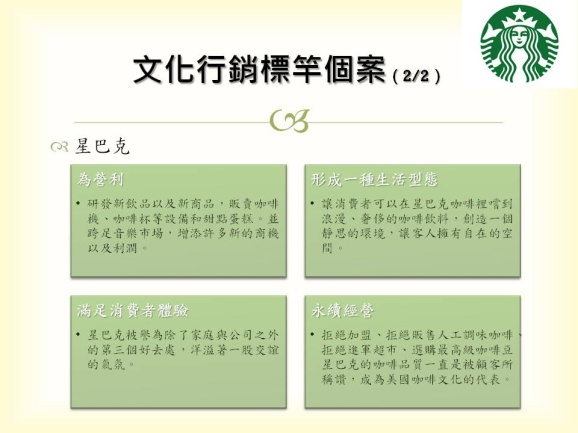 文化行銷標竿個案（2/2）
星巴克
為營利
• 研發新飲品以及新商品，販賣咖啡
機、咖啡杯等設備和甜點蛋糕。並
跨足音樂市場，增添許多新的商機
以及利潤。
形成一種生活型態
• 讓消費者可以在星巴克咖啡裡嚐到
浪漫、奢侈的咖啡飲料，創造一個
靜思的環境，讓客人擁有自在的空
間。
滿足消費者體驗
• 星巴克被譽為除了家庭與公司之外
的第三個好去處，洋溢著一股交誼
的氣氛。
永續經營
• 拒絕加盟、拒絕販售人工調味咖啡、
拒絕進軍超市、選購最高級咖啡豆
星巴克的咖啡品質一直是被顧客所
稱讚，成為美國咖啡文化的代表。